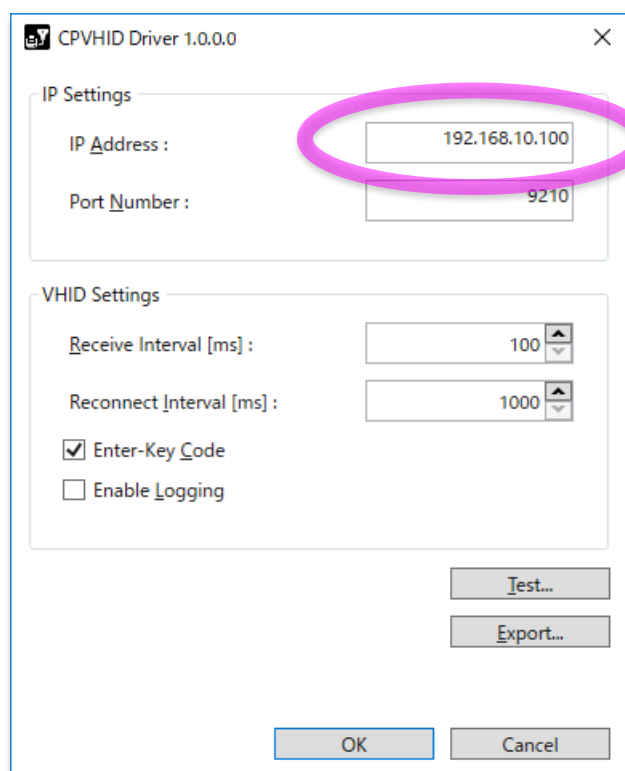 CPVHID Driver 1.0.0.0
IP Settings
IP Address : 192.168.10.100
Port Number : 9210
VHID Settings
Receive Interval [ms] : 100
Reconnect Interval [ms] : 1000
Enter-Key Code
Enable Logging
Test...
Export...
OK Cancel